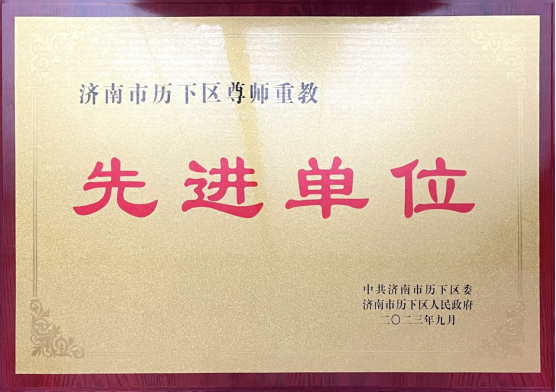 济南市历下区尊师重教
先进单位
中共济南市历下区委
济南市历下区人民政府
二〇二三年九月